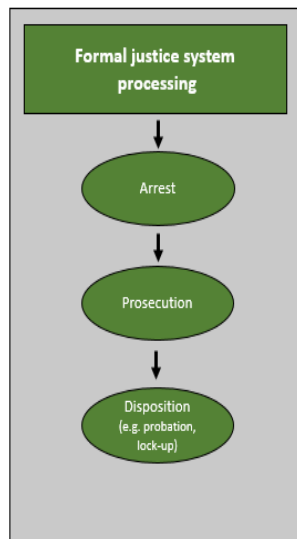 Formal justice system
processing
Arrest
Prosecution
Disposition
(e.g. probation,
lock-up)